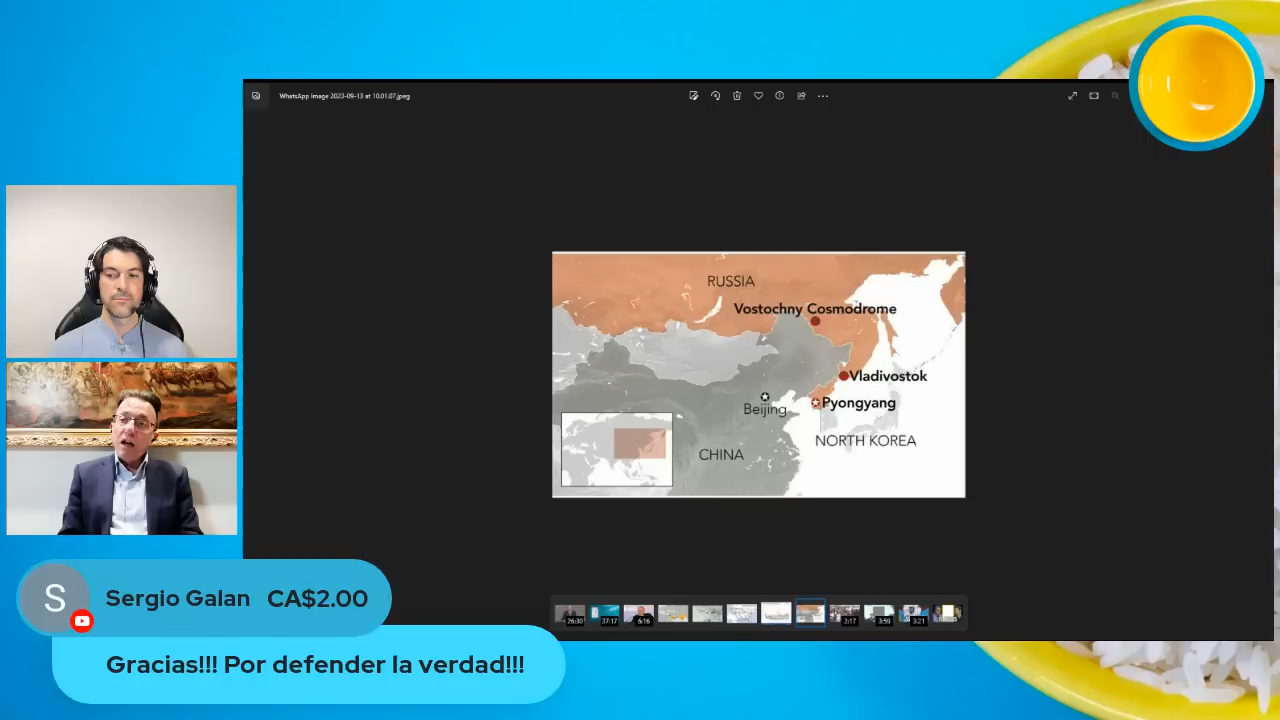 WhatsApp Image 2023-09-13 at 10.01.07.jpeg
RUSSIA
Vostochny Cosmodrome
Vladivostok
Beijing
Pyongyang
NORTH KOREA
CHINA
S
Sergio Galan CA$2.00
Gracias!!! Por defender la verdad!!!
26:30
37:17
6:16
2:17
3:59
3:21